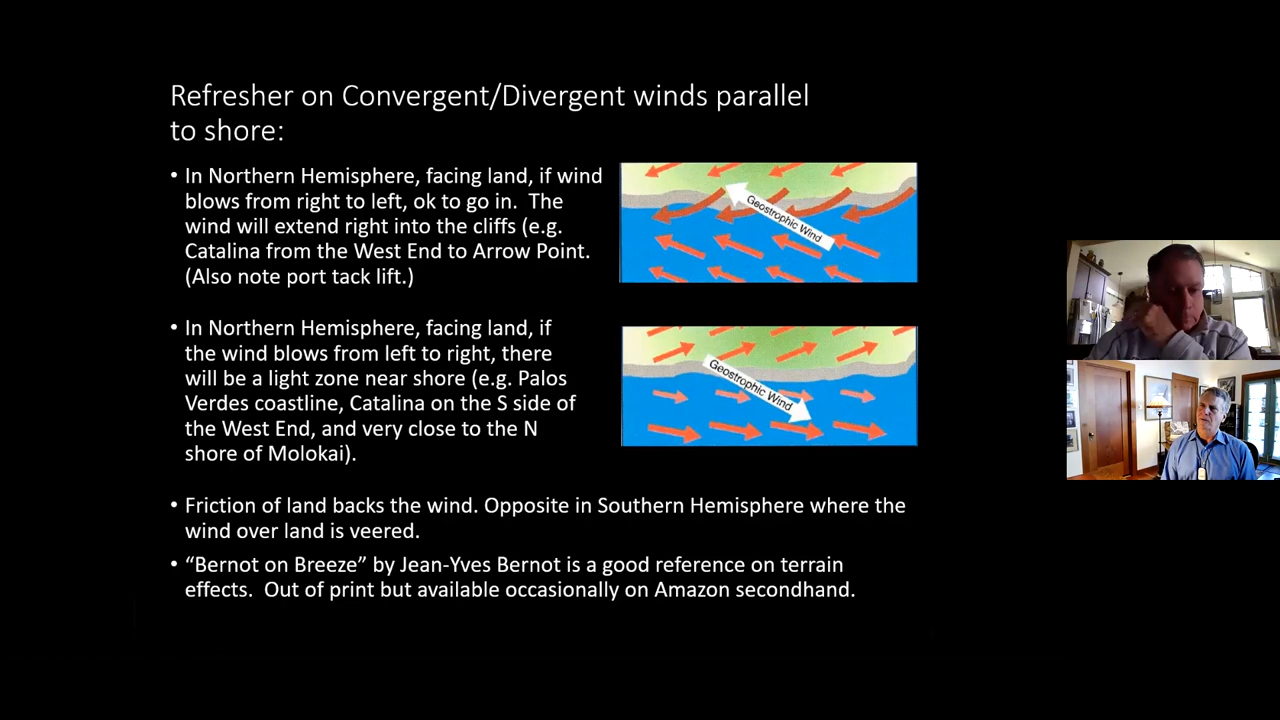 Refresher on Convergent/Divergent winds parallel
to shore:
• In Northern Hemisphere, facing land, if wind
blows from right to left, ok to go in.  The
wind will extend right into the cliffs (e.g.
Catalina from the West End to Arrow Point.
(Also note port tack lift.)
Geostrophic Wind
• In Northern Hemisphere, facing land, if
the wind blows from left to right, there
will be a light zone near shore (e.g. Palos
Verdes coastline, Catalina on the S side of
the West End, and very close to the N
shore of Molokai).
Geostrophic Wind
• Friction of land backs the wind. Opposite in Southern Hemisphere where the
wind over land is veered.
• “Bernot on Breeze” by Jean-Yves Bernot is a good reference on terrain
effects.  Out of print but available occasionally on Amazon secondhand.